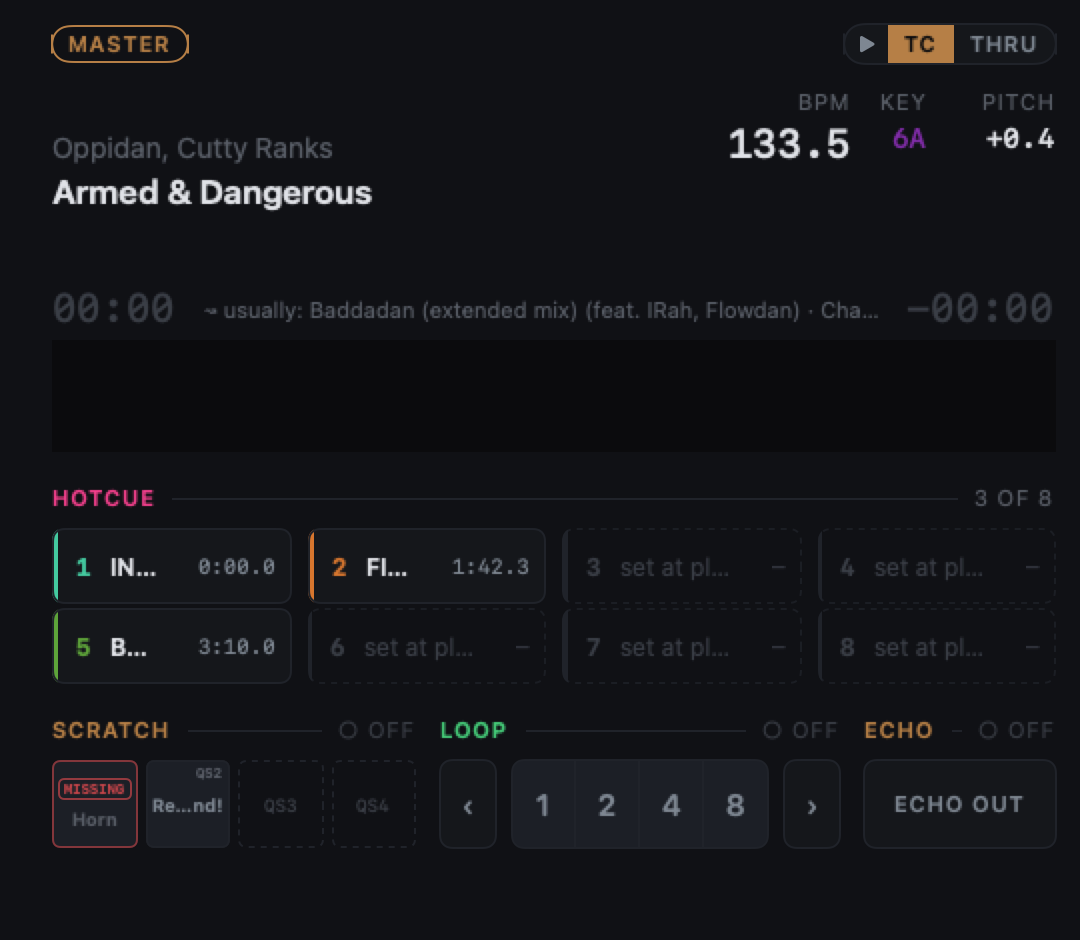 MASTER
TC THRU
BPM KEY PITCH
133.5 6A +0.4
Oppidan, Cutty Ranks
Armed & Dangerous
00:00 ↝ usually: Baddadan (extended mix) (feat. IRah, Flowdan) · Cha… −00:00
HOTCUE 3 OF 8
1 IN… 0:00.0 2 Fl… 1:42.3 3 set at pl… – 4 set at pl… –
5 B… 3:10.0 6 set at pl… – 7 set at pl… – 8 set at pl… –
SCRATCH OFF LOOP OFF ECHO OFF
MISSING
Horn
QS2
Re…nd!
QS3
QS4
‹ 1 2 4 8 › ECHO OUT